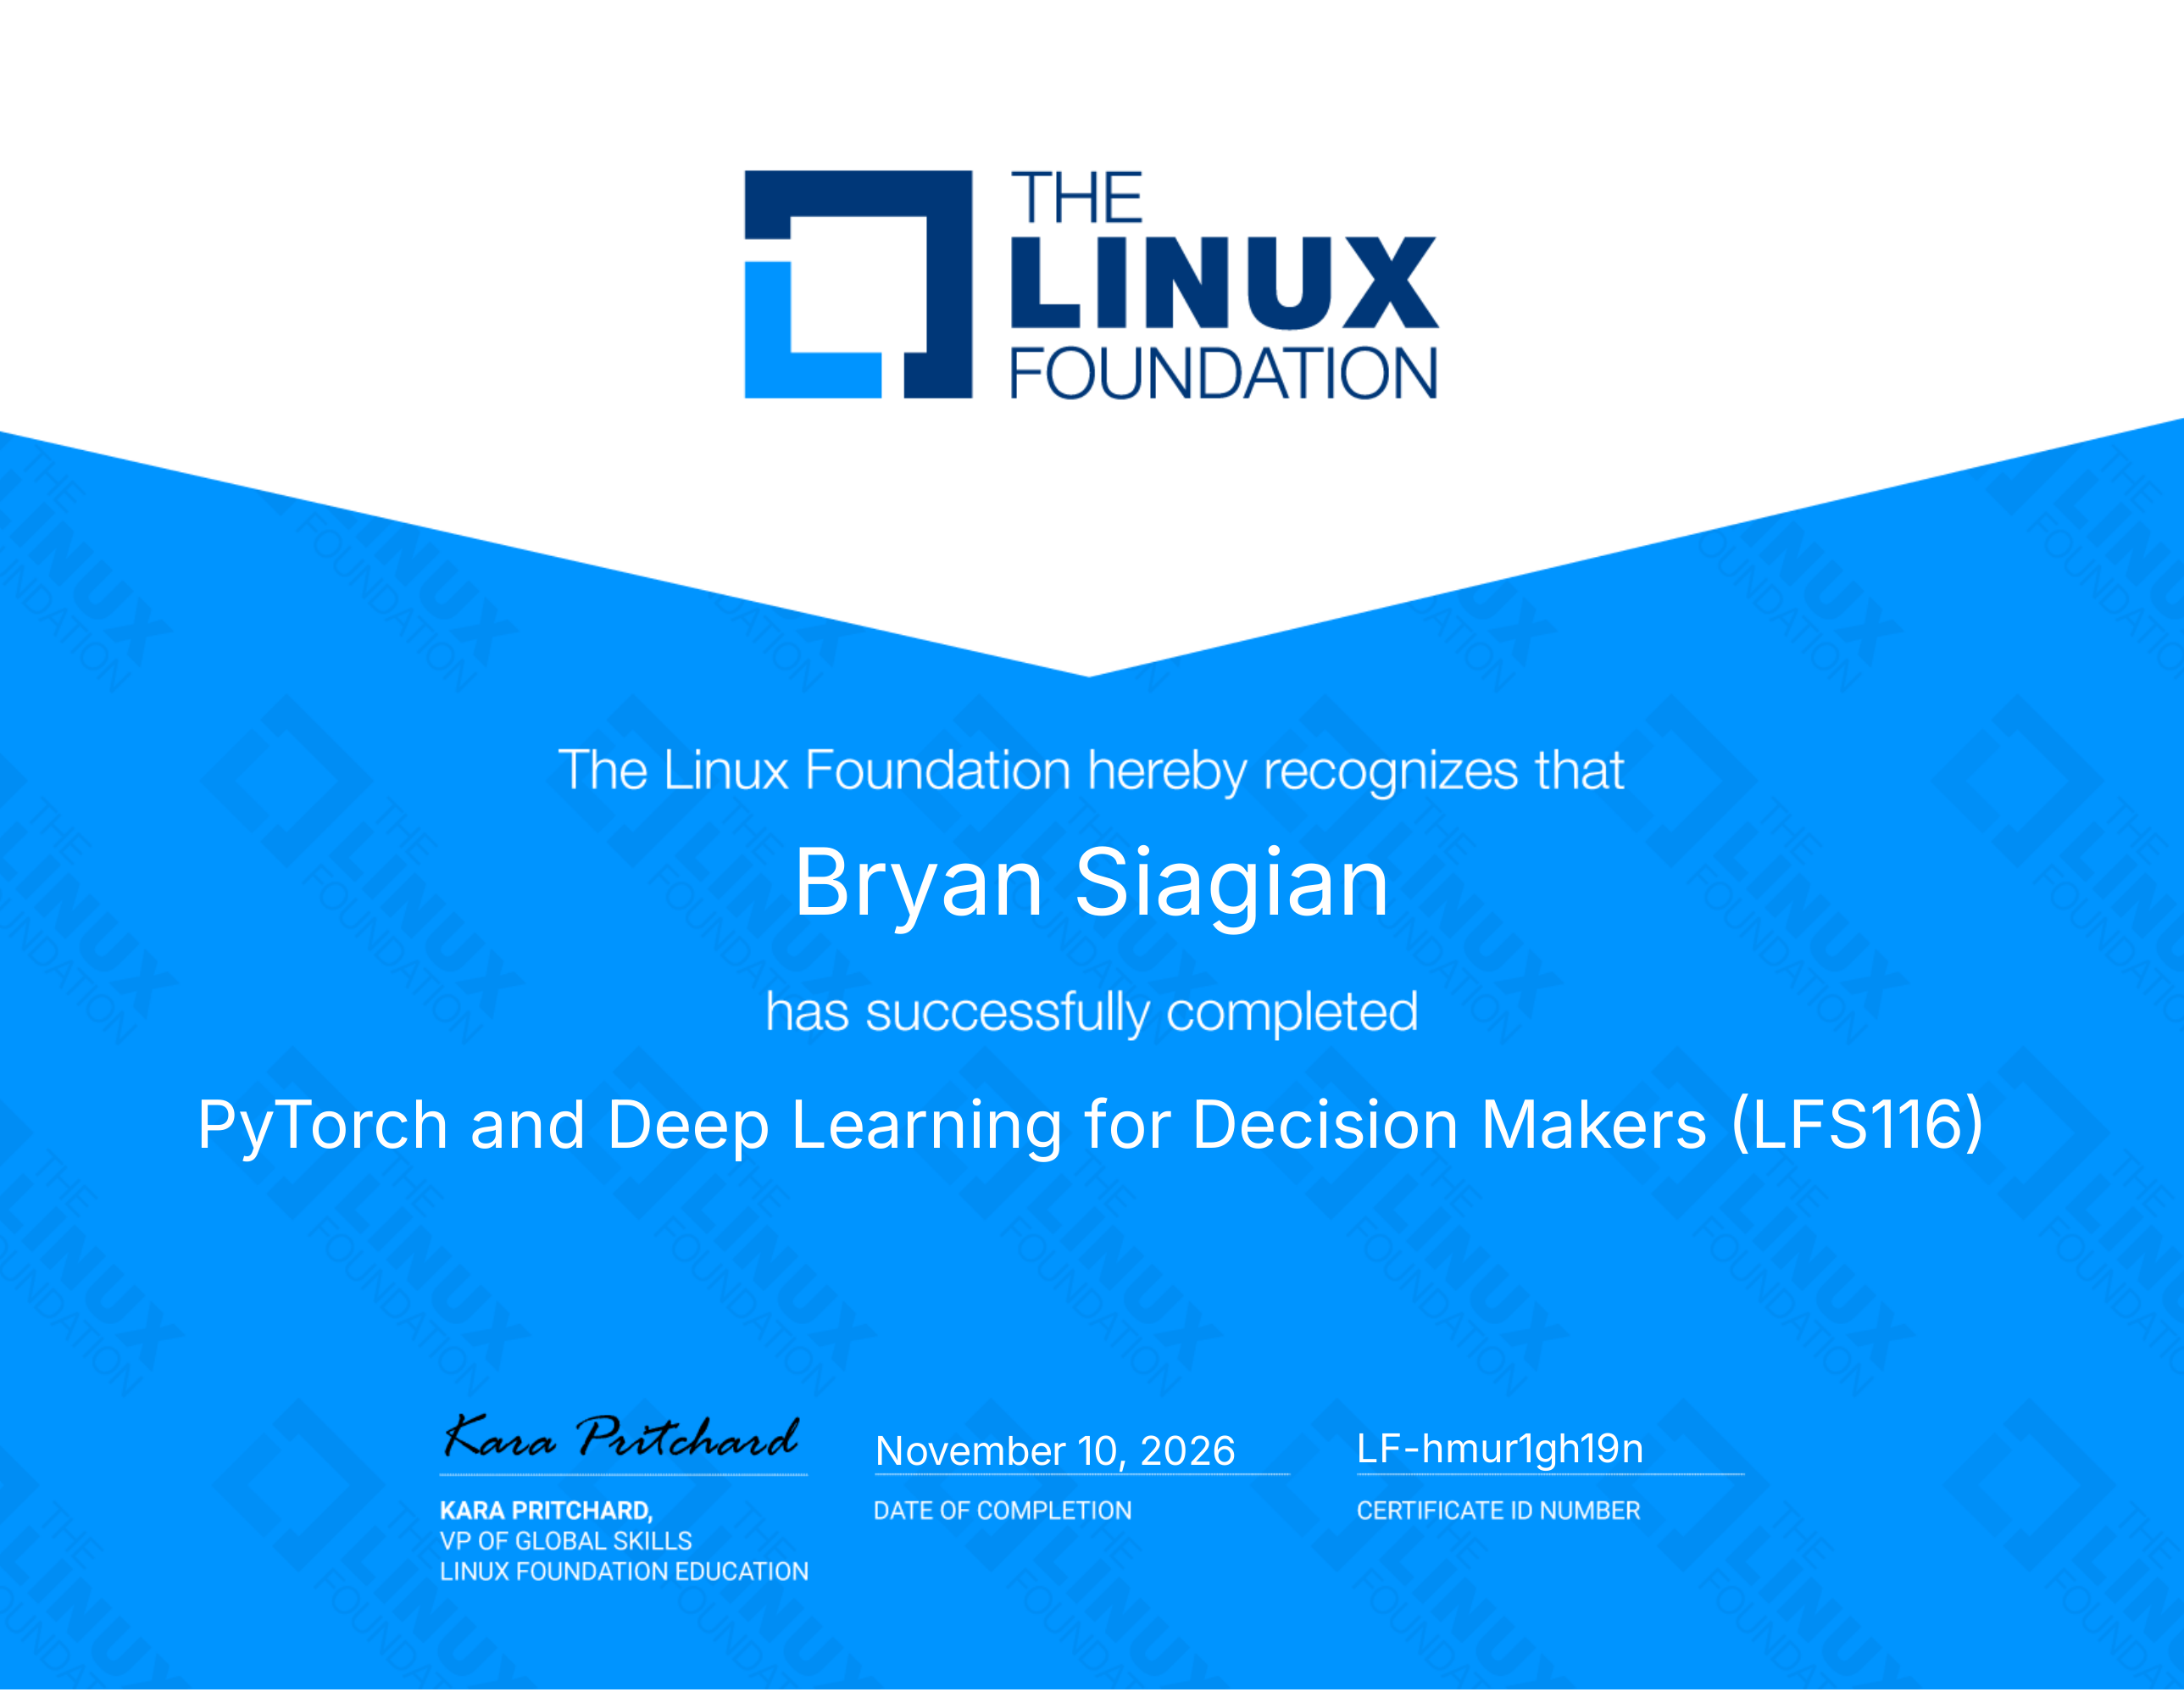 THE
LINUX
FOUNDATION
The Linux Foundation hereby recognizes that
Bryan Siagian
has successfully completed
PyTorch and Deep Learning for Decision Makers (LFS116)
Kara Pritchard
KARA PRITCHARD,
VP OF GLOBAL SKILLS
LINUX FOUNDATION EDUCATION
November 10, 2026
DATE OF COMPLETION
LF-hmur1gh19n
CERTIFICATE ID NUMBER